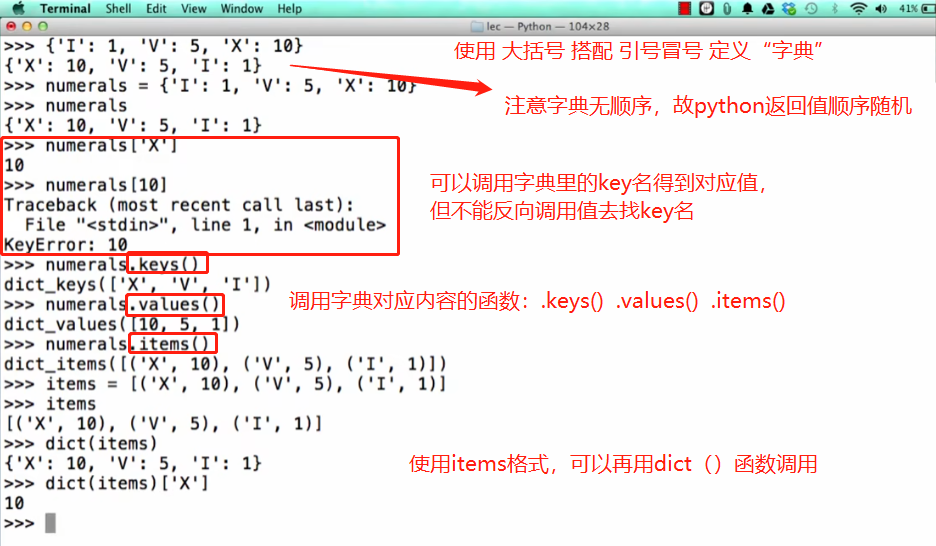 Terminal Shell Edit View Window Help 41%
lec — Python — 104×28
>>> {'I': 1, 'V': 5, 'X': 10}
使用 大括号 搭配 引号冒号 定义“字典”
{'X': 10, 'V': 5, 'I': 1}
>>> numerals = {'I': 1, 'V': 5, 'X': 10}
注意字典无顺序，故python返回值顺序随机
>>> numerals
{'X': 10, 'V': 5, 'I': 1}
>>> numerals['X']
10
>>> numerals[10]
可以调用字典里的key名得到对应值，
但不能反向调用值去找key名
Traceback (most recent call last):
  File "<stdin>", line 1, in <module>
KeyError: 10
>>> numerals.keys()
dict_keys(['X', 'V', 'I'])
>>> numerals.values()
调用字典对应内容的函数：.keys() .values() .items()
dict_values([10, 5, 1])
>>> numerals.items()
dict_items([('X', 10), ('V', 5), ('I', 1)])
>>> items = [('X', 10), ('V', 5), ('I', 1)]
>>> items
[('X', 10), ('V', 5), ('I', 1)]
>>> dict(items)
{'X': 10, 'V': 5, 'I': 1}
使用items格式，可以再用dict（）函数调用
>>> dict(items)['X']
10
>>>